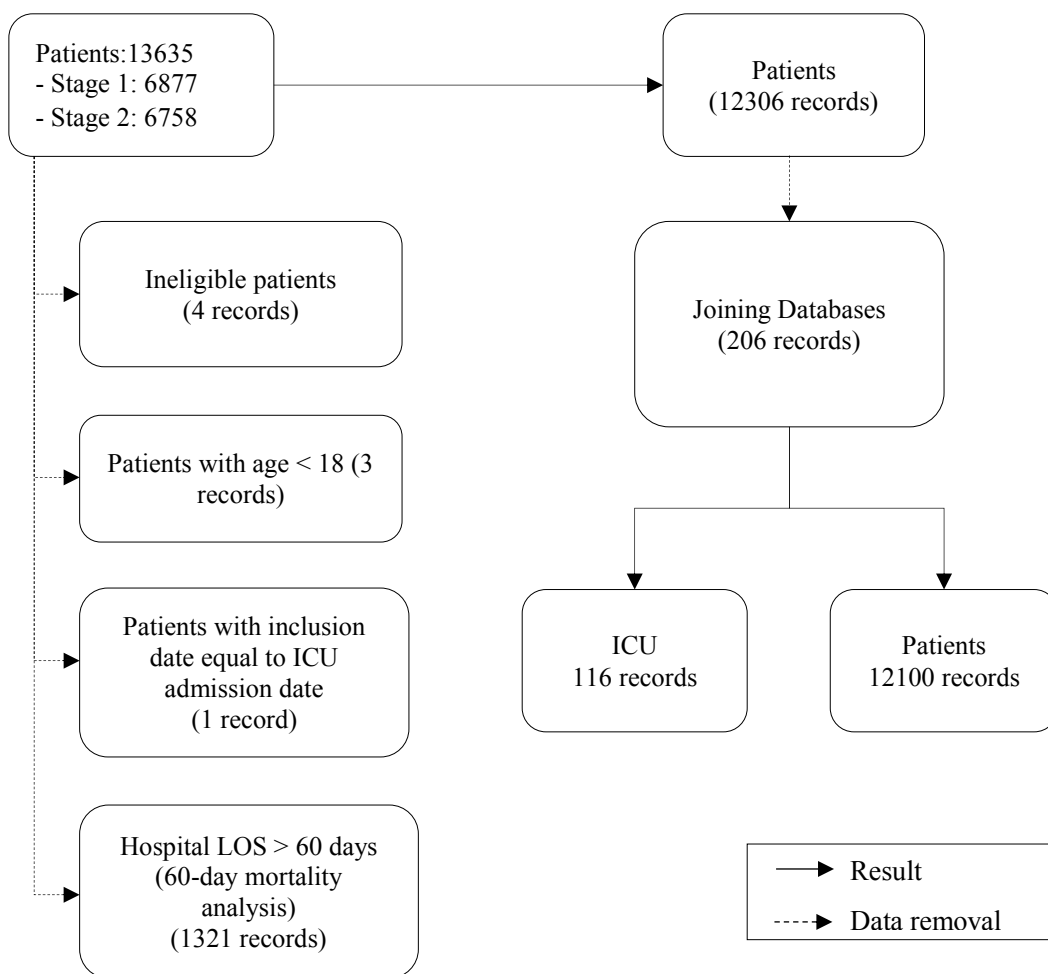 Patients:13635
- Stage 1: 6877
- Stage 2: 6758
Patients
(12306 records)
Ineligible patients
(4 records)
Joining Databases
(206 records)
Patients with age < 18 (3
records)
Patients with inclusion
date equal to ICU
admission date
(1 record)
ICU
116 records
Patients
12100 records
Hospital LOS > 60 days
(60-day mortality
analysis)
(1321 records)
Result
Data removal